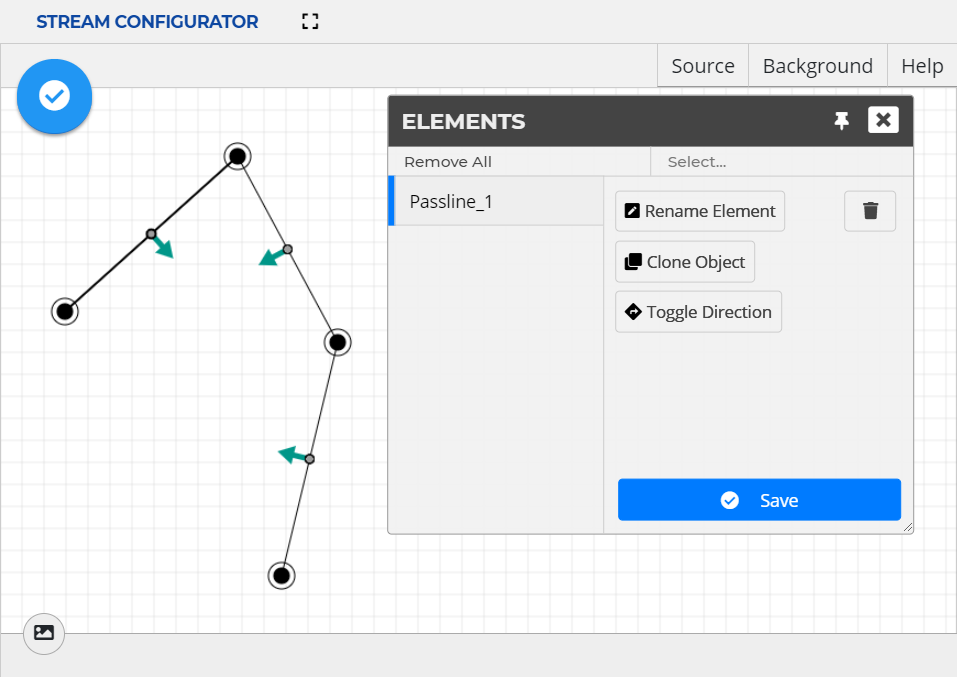 STREAM CONFIGURATOR
Source Background Help
ELEMENTS
Remove All Select...
Passline_1
Rename Element
Clone Object
Toggle Direction
Save